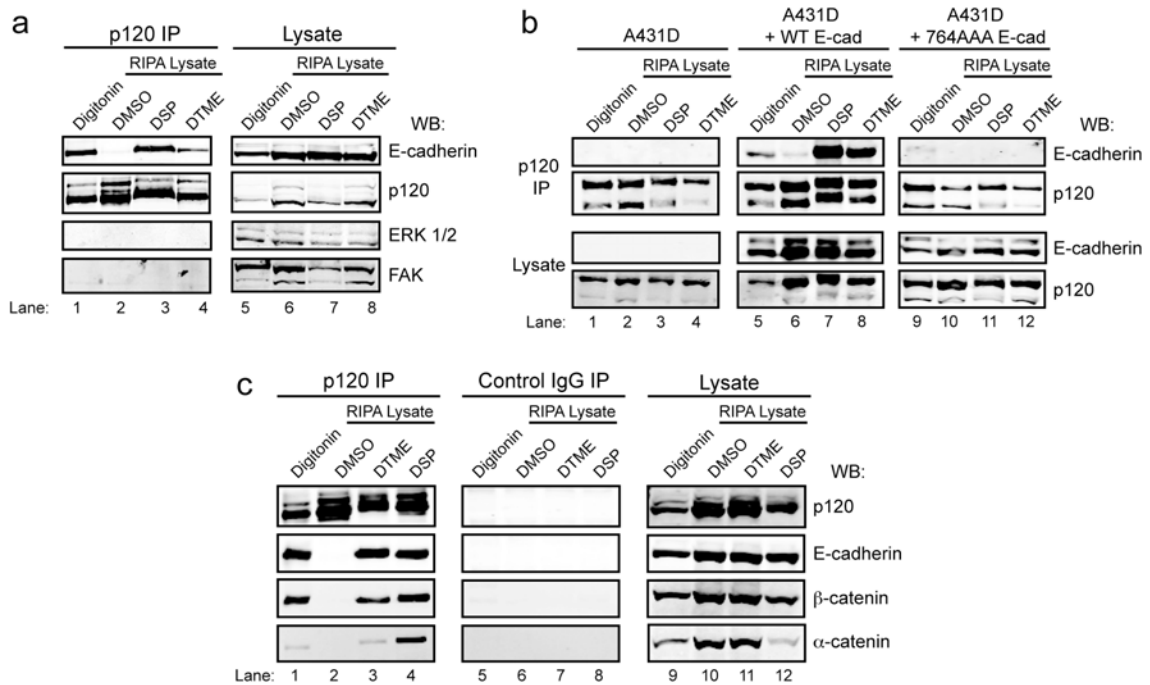 a
p120 IP
Lysate
RIPA Lysate
RIPA Lysate
Digitonin
DMSO
DSP
DTME
Digitonin
DMSO
DSP
DTME
WB:
E-cadherin
p120
ERK 1/2
FAK
Lane: 1 2 3 4 5 6 7 8
b
A431D
A431D + WT E-cad
A431D + 764AAA E-cad
RIPA Lysate
RIPA Lysate
RIPA Lysate
Digitonin
DMSO
DSP
DTME
Digitonin
DMSO
DSP
DTME
Digitonin
DMSO
DSP
DTME
WB:
p120 IP
E-cadherin
p120
Lysate
E-cadherin
p120
Lane: 1 2 3 4 5 6 7 8 9 10 11 12
c
p120 IP
Control IgG IP
Lysate
RIPA Lysate
RIPA Lysate
RIPA Lysate
Digitonin
DMSO
DTME
DSP
Digitonin
DMSO
DTME
DSP
Digitonin
DMSO
DTME
DSP
WB:
p120
E-cadherin
β-catenin
α-catenin
Lane: 1 2 3 4 5 6 7 8 9 10 11 12